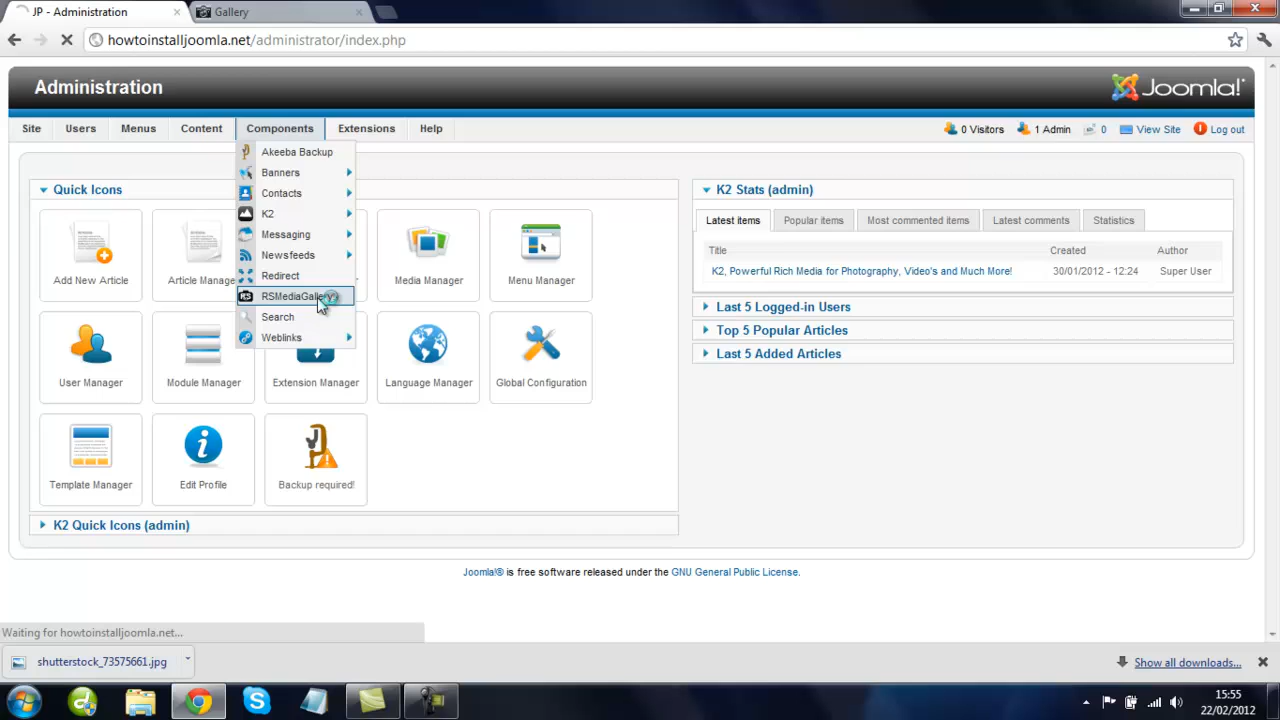 JP - Administration
Gallery
howtoinstalljoomla.net/administrator/index.php
Administration
Joomla!®
Site Users Menus Content Components Extensions Help
0 Visitors 1 Admin 0 View Site Log out
Akeeba Backup
Banners
Contacts
K2
Messaging
Newsfeeds
Redirect
Search
Weblinks
Quick Icons
Add New Article
Media Manager
Menu Manager
User Manager
Module Manager
Extension Manager
Language Manager
Global Configuration
Template Manager
Edit Profile
Backup required!
K2 Quick Icons (admin)
K2 Stats (admin)
Latest items Popular items Most commented items Latest comments Statistics
Title Created Author
K2, Powerful Rich Media for Photography, Video's and Much More! 30/01/2012 - 12:24 Super User
Last 5 Logged-in Users
Top 5 Popular Articles
Last 5 Added Articles
Joomla!® is free software released under the GNU General Public License.
Waiting for howtoinstalljoomla.net...
shutterstock_73575661.jpg
Show all downloads...
15:55
22/02/2012